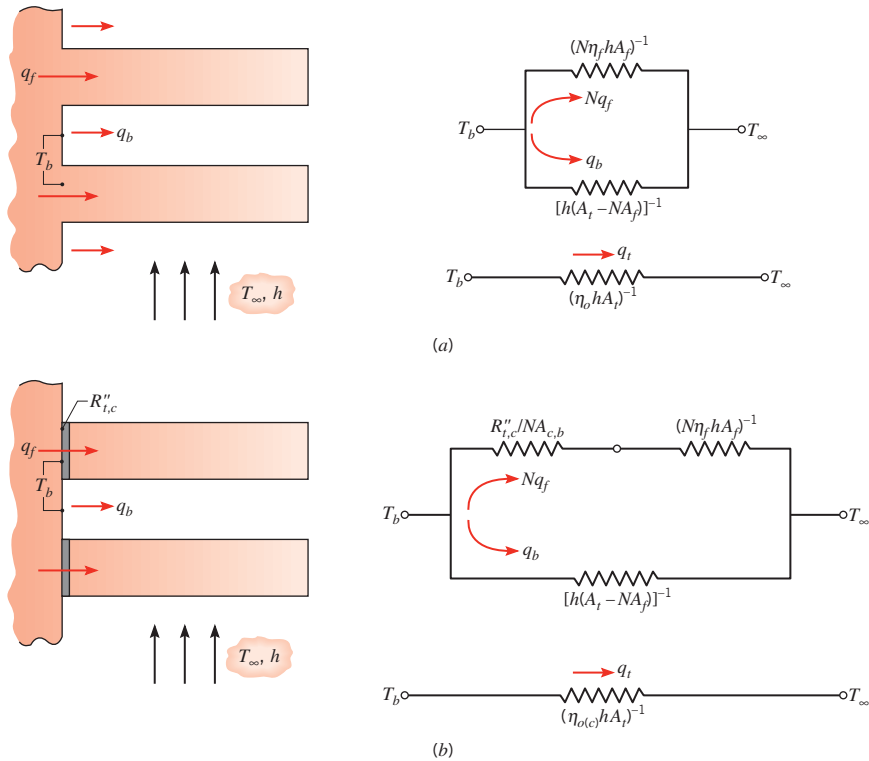 q_f
q_b
T_b
T_∞, h
(Nη_f hA_f)⁻¹
Nq_f
T_b
T_∞
q_b
[h(A_t – NA_f)]⁻¹
q_t
T_b
T_∞
(η_o hA_t)⁻¹
(a)
R″_t,c
q_f
T_b
q_b
T_∞, h
R″_t,c/NA_c,b
(Nη_f hA_f)⁻¹
Nq_f
T_b
T_∞
q_b
[h(A_t – NA_f)]⁻¹
q_t
T_b
T_∞
(η_o(c) hA_t)⁻¹
(b)